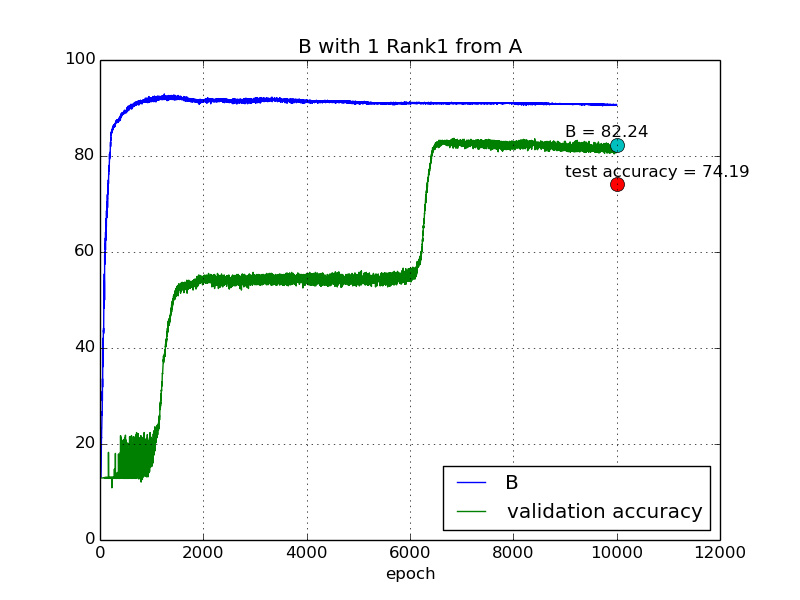 B with 1 Rank1 from A
100
80
60
40
20
0
B = 82.24
test accuracy = 74.19
B
validation accuracy
0 2000 4000 6000 8000 10000 12000
epoch